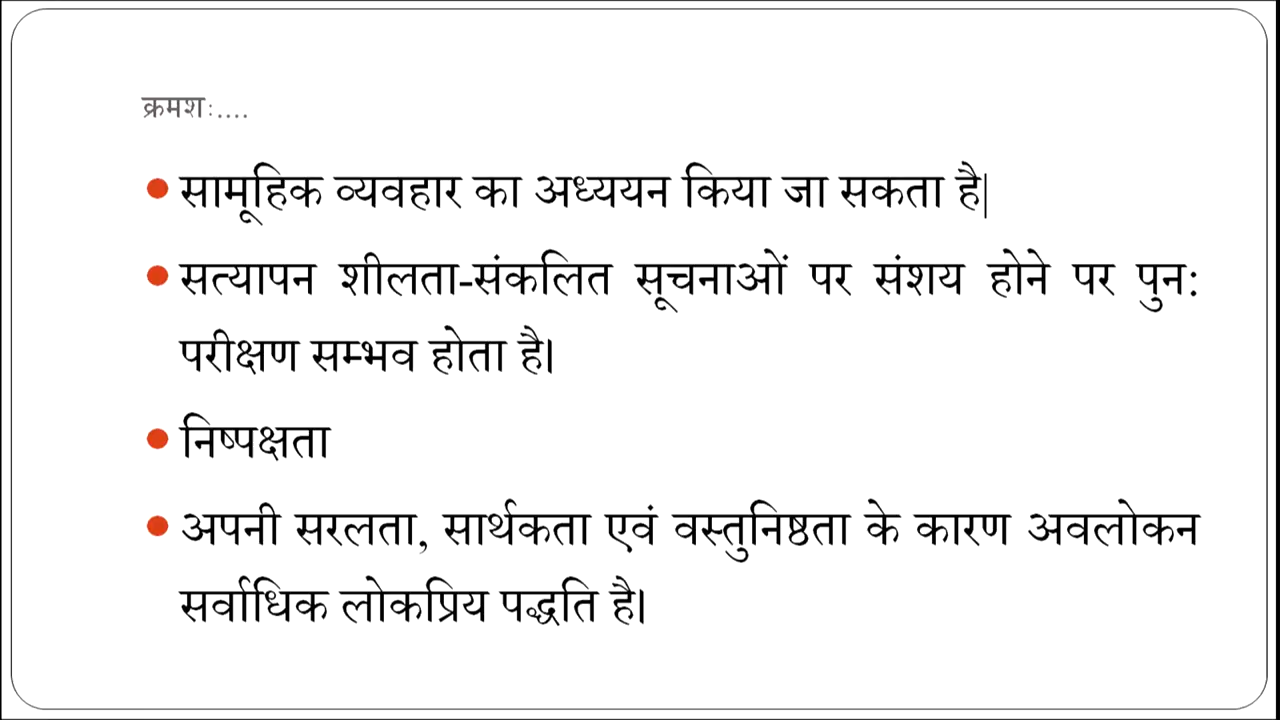 क्रमशः....
• सामूहिक व्यवहार का अध्ययन किया जा सकता है|
• सत्यापन शीलता-संकलित सूचनाओं पर संशय होने पर पुन:
परीक्षण सम्भव होता है।
• निष्पक्षता
• अपनी सरलता, सार्थकता एवं वस्तुनिष्ठता के कारण अवलोकन
सर्वाधिक लोकप्रिय पद्धति है।